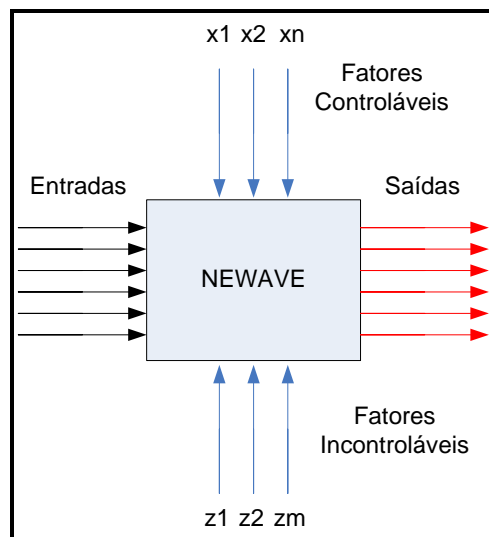 x1 x2 xn
Fatores
Controláveis
Entradas
Saídas
NEWAVE
Fatores
Incontroláveis
z1 z2 zm